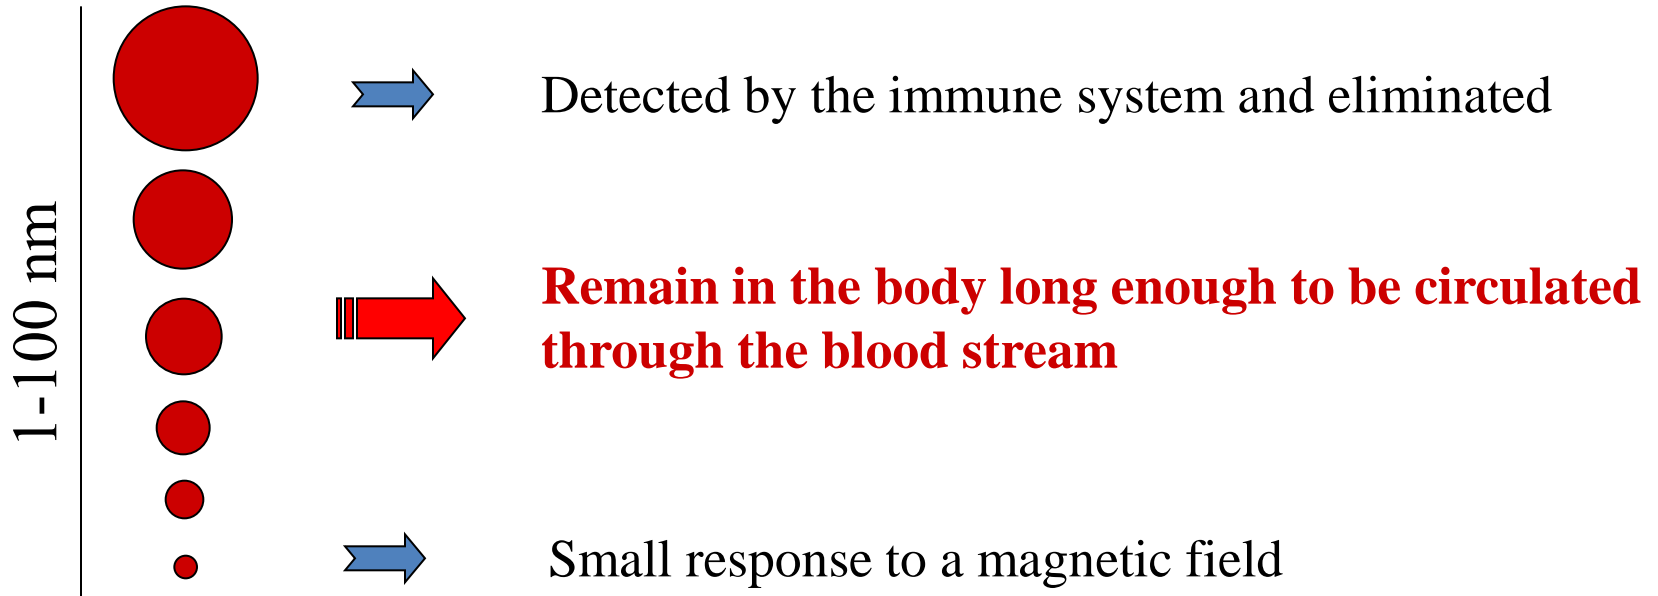 1-100 nm
Detected by the immune system and eliminated
Remain in the body long enough to be circulated
through the blood stream
Small response to a magnetic field